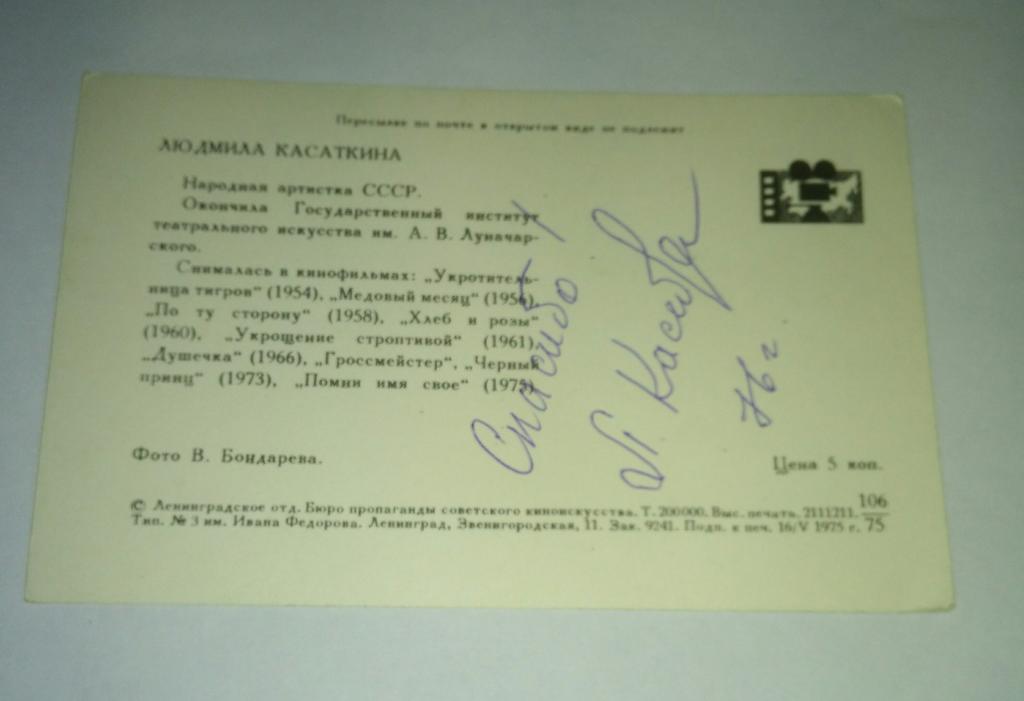 Пересылке по почте в открытом виде не подлежит
ЛЮДМИЛА КАСАТКИНА
Народная артистка СССР.
Окончила Государственный институт
театрального искусства им. А. В. Луначар-
ского.
Снималась в кинофильмах: „Укротитель-
ница тигров“ (1954), „Медовый месяц“ (1956),
„По ту сторону“ (1958), „Хлеб и розы“
(1960), „Укрощение строптивой“ (1961),
„Душечка“ (1966), „Гроссмейстер“, „Черный
принц“ (1973), „Помни имя свое“ (1975).
Спасибо!
Л Касатка
76 г
Фото В. Бондарева.
Цена 5 коп.
© Ленинградское отд. Бюро пропаганды советского киноискусства. Т. 200000. Выс. печать. 2111211. 106
Тип. № 3 им. Ивана Федорова. Ленинград, Звенигородская, 11. Зак. 9241. Подп. к печ. 16/V 1975 г. 75